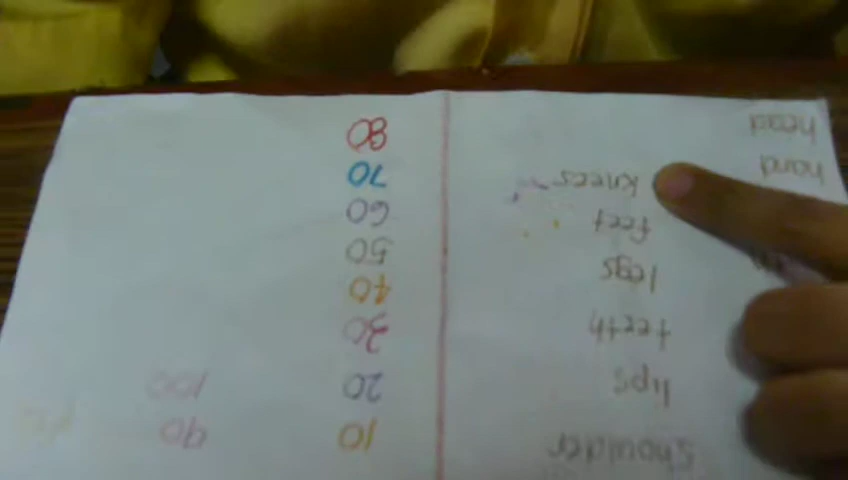 shoulder
lips
teeth
legs
feet
knees
hand
head
10
20
30
40
50
60
70
80
90
100